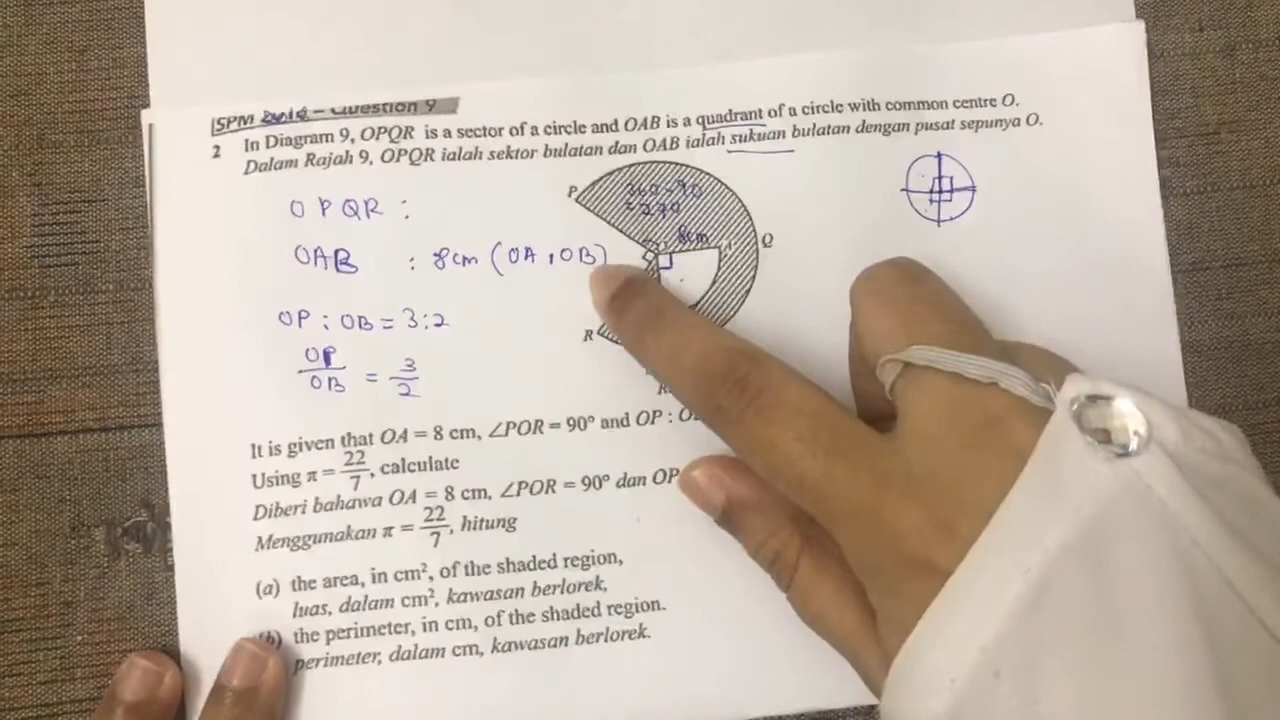 SPM 2018 – Question 9
2 In Diagram 9, OPQR is a sector of a circle and OAB is a quadrant of a circle with common centre O.
Dalam Rajah 9, OPQR ialah sektor bulatan dan OAB ialah sukuan bulatan dengan pusat sepunya O.
P
360-90
= 270
OPQR :
8cm
Q
OAB : 8cm (OA, OB)
OP : OB = 3:2
R
OP/OB = 3/2
It is given that OA = 8 cm, ∠POR = 90° and OP :
Using π = 22/7, calculate
Diberi bahawa OA = 8 cm, ∠POR = 90° dan OP
Menggunakan π = 22/7, hitung
(a) the area, in cm², of the shaded region,
luas, dalam cm², kawasan berlorek,
the perimeter, in cm, of the shaded region.
perimeter, dalam cm, kawasan berlorek.